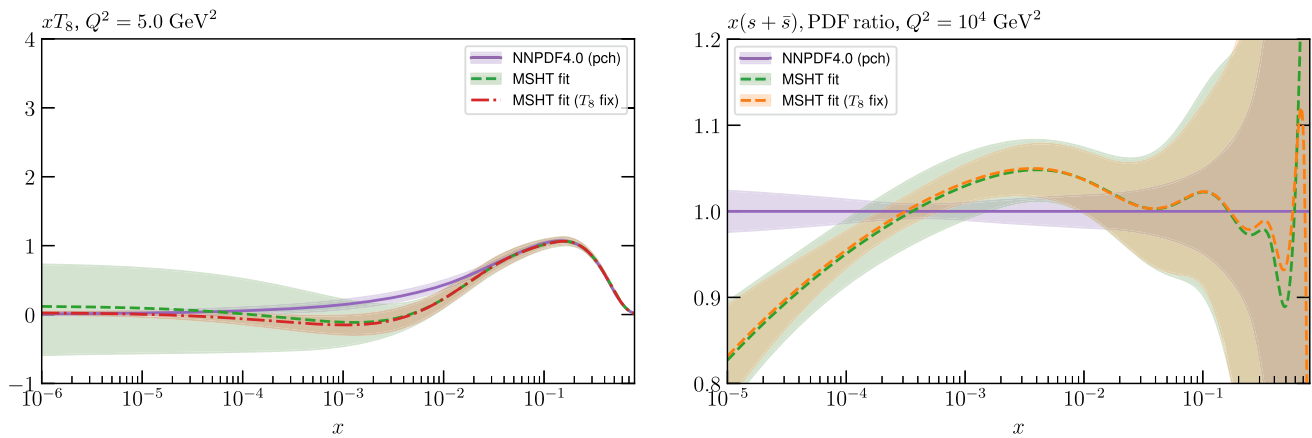 xT₈, Q² = 5.0 GeV²
4
3
2
1
0
−1
NNPDF4.0 (pch)
MSHT fit
MSHT fit (T₈ fix)
10⁻⁶ 10⁻⁵ 10⁻⁴ 10⁻³ 10⁻² 10⁻¹
x
x(s + s̄), PDF ratio, Q² = 10⁴ GeV²
1.2
1.1
1.0
0.9
0.8
NNPDF4.0 (pch)
MSHT fit
MSHT fit (T₈ fix)
10⁻⁵ 10⁻⁴ 10⁻³ 10⁻² 10⁻¹
x